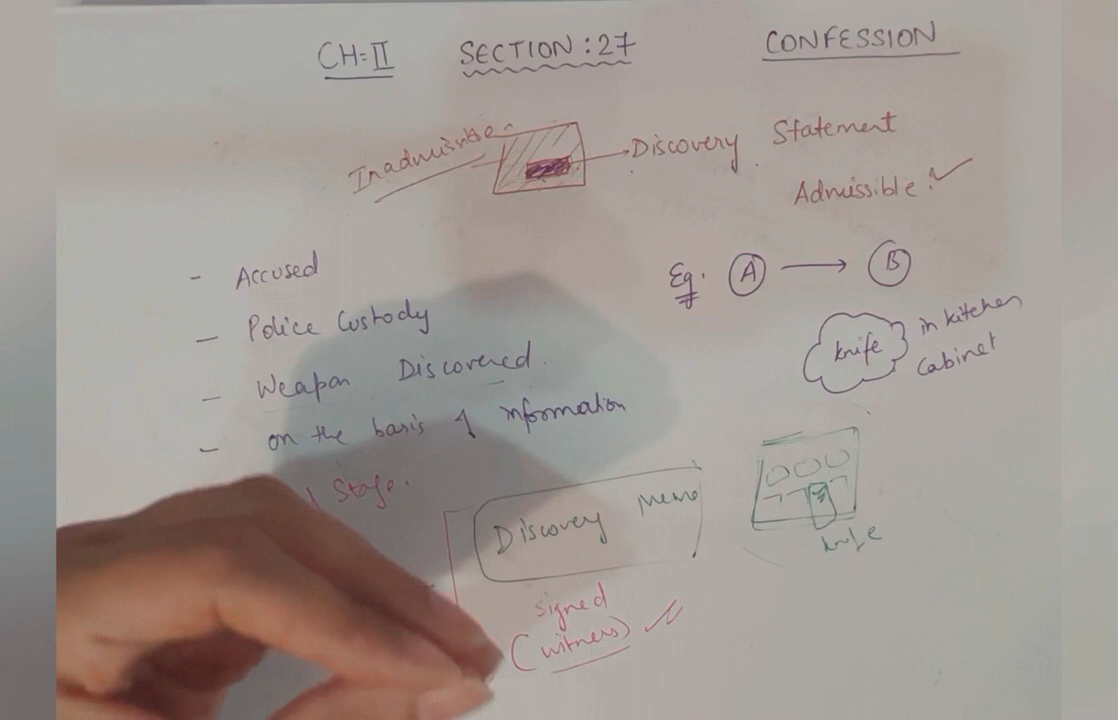 CH:II SECTION:27 CONFESSION
Inadmissible
Discovery Statement
Admissible ✓
- Accused
- Police Custody
- Weapon Discovered.
- on the basis of information
Stage.
Eg. A → B
knife in kitchen
cabinet
Discovery Memo
knife
signed
(witness) ✓